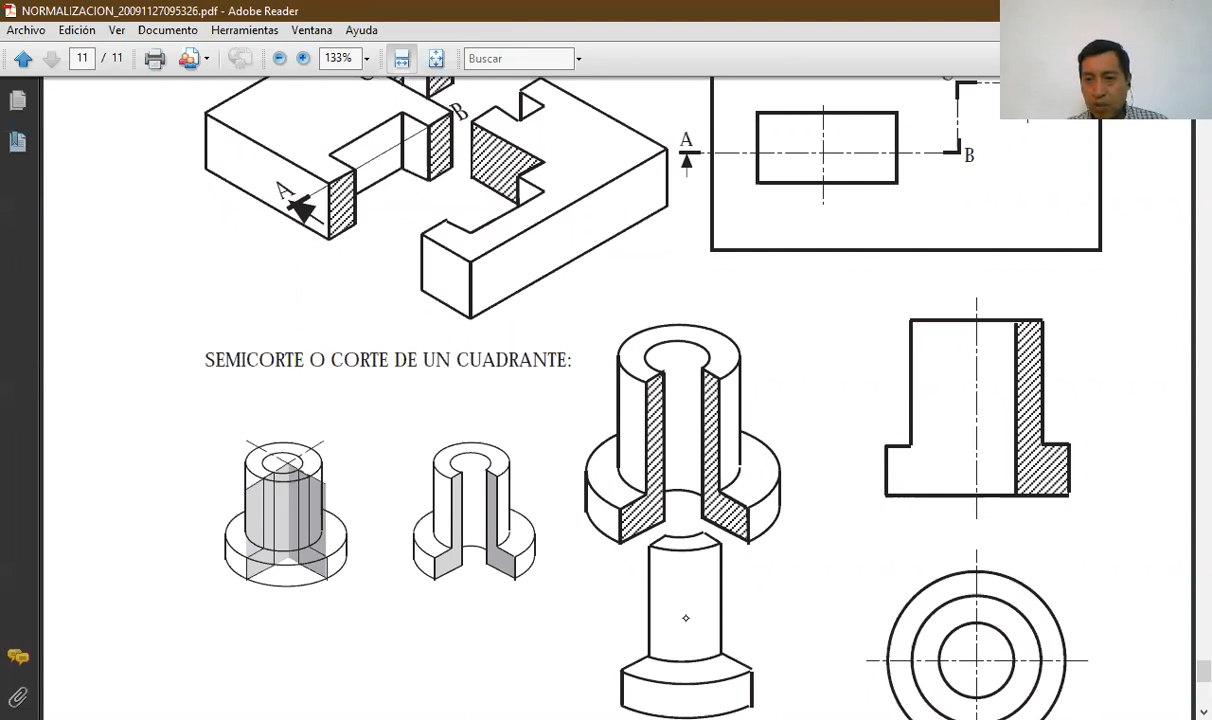 NORMALIZACION_20091127095326.pdf - Adobe Reader
Archivo Edición Ver Documento Herramientas Ventana Ayuda
11 / 11 133% Buscar
B
A
A
B
SEMICORTE O CORTE DE UN CUADRANTE: